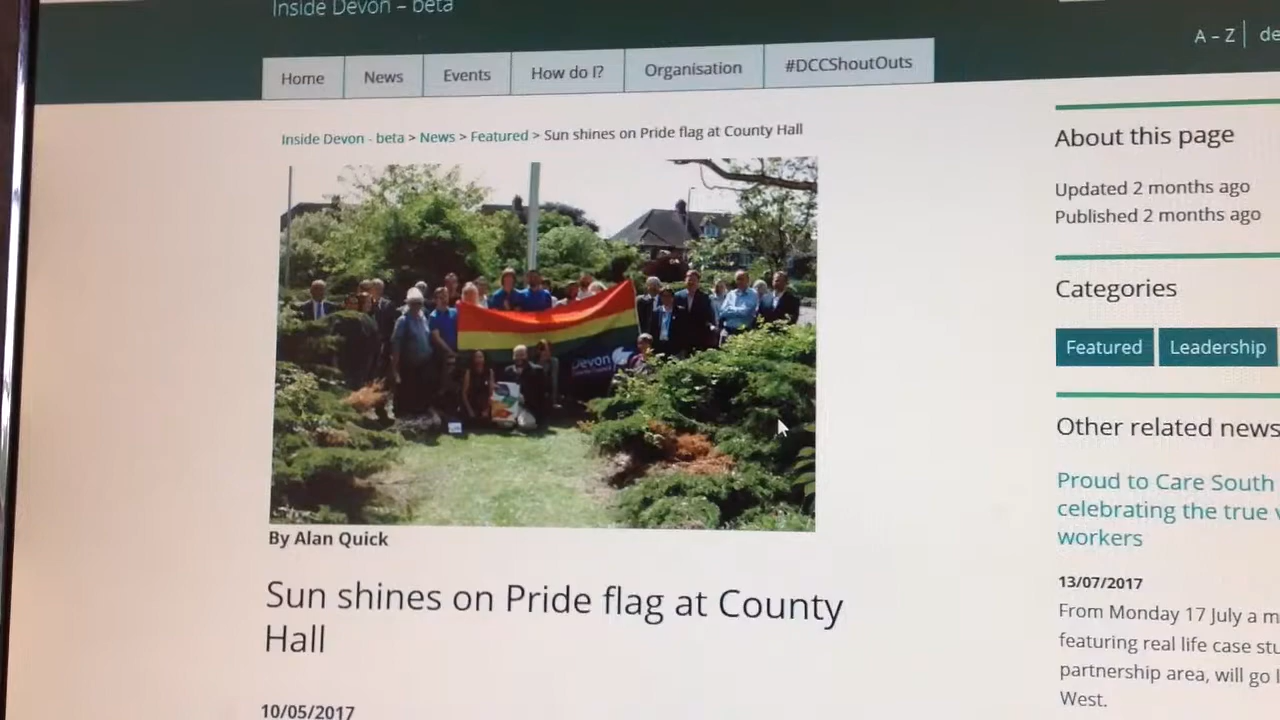 Inside Devon – beta
A – Z | de
Home
News
Events
How do I?
Organisation
#DCCShoutOuts
Inside Devon - beta > News > Featured > Sun shines on Pride flag at County Hall
Devon
By Alan Quick
Sun shines on Pride flag at County
Hall
10/05/2017
About this page
Updated 2 months ago
Published 2 months ago
Categories
Featured
Leadership
Other related news
Proud to Care South
celebrating the true v
workers
13/07/2017
From Monday 17 July a m
featuring real life case stu
partnership area, will go l
West.